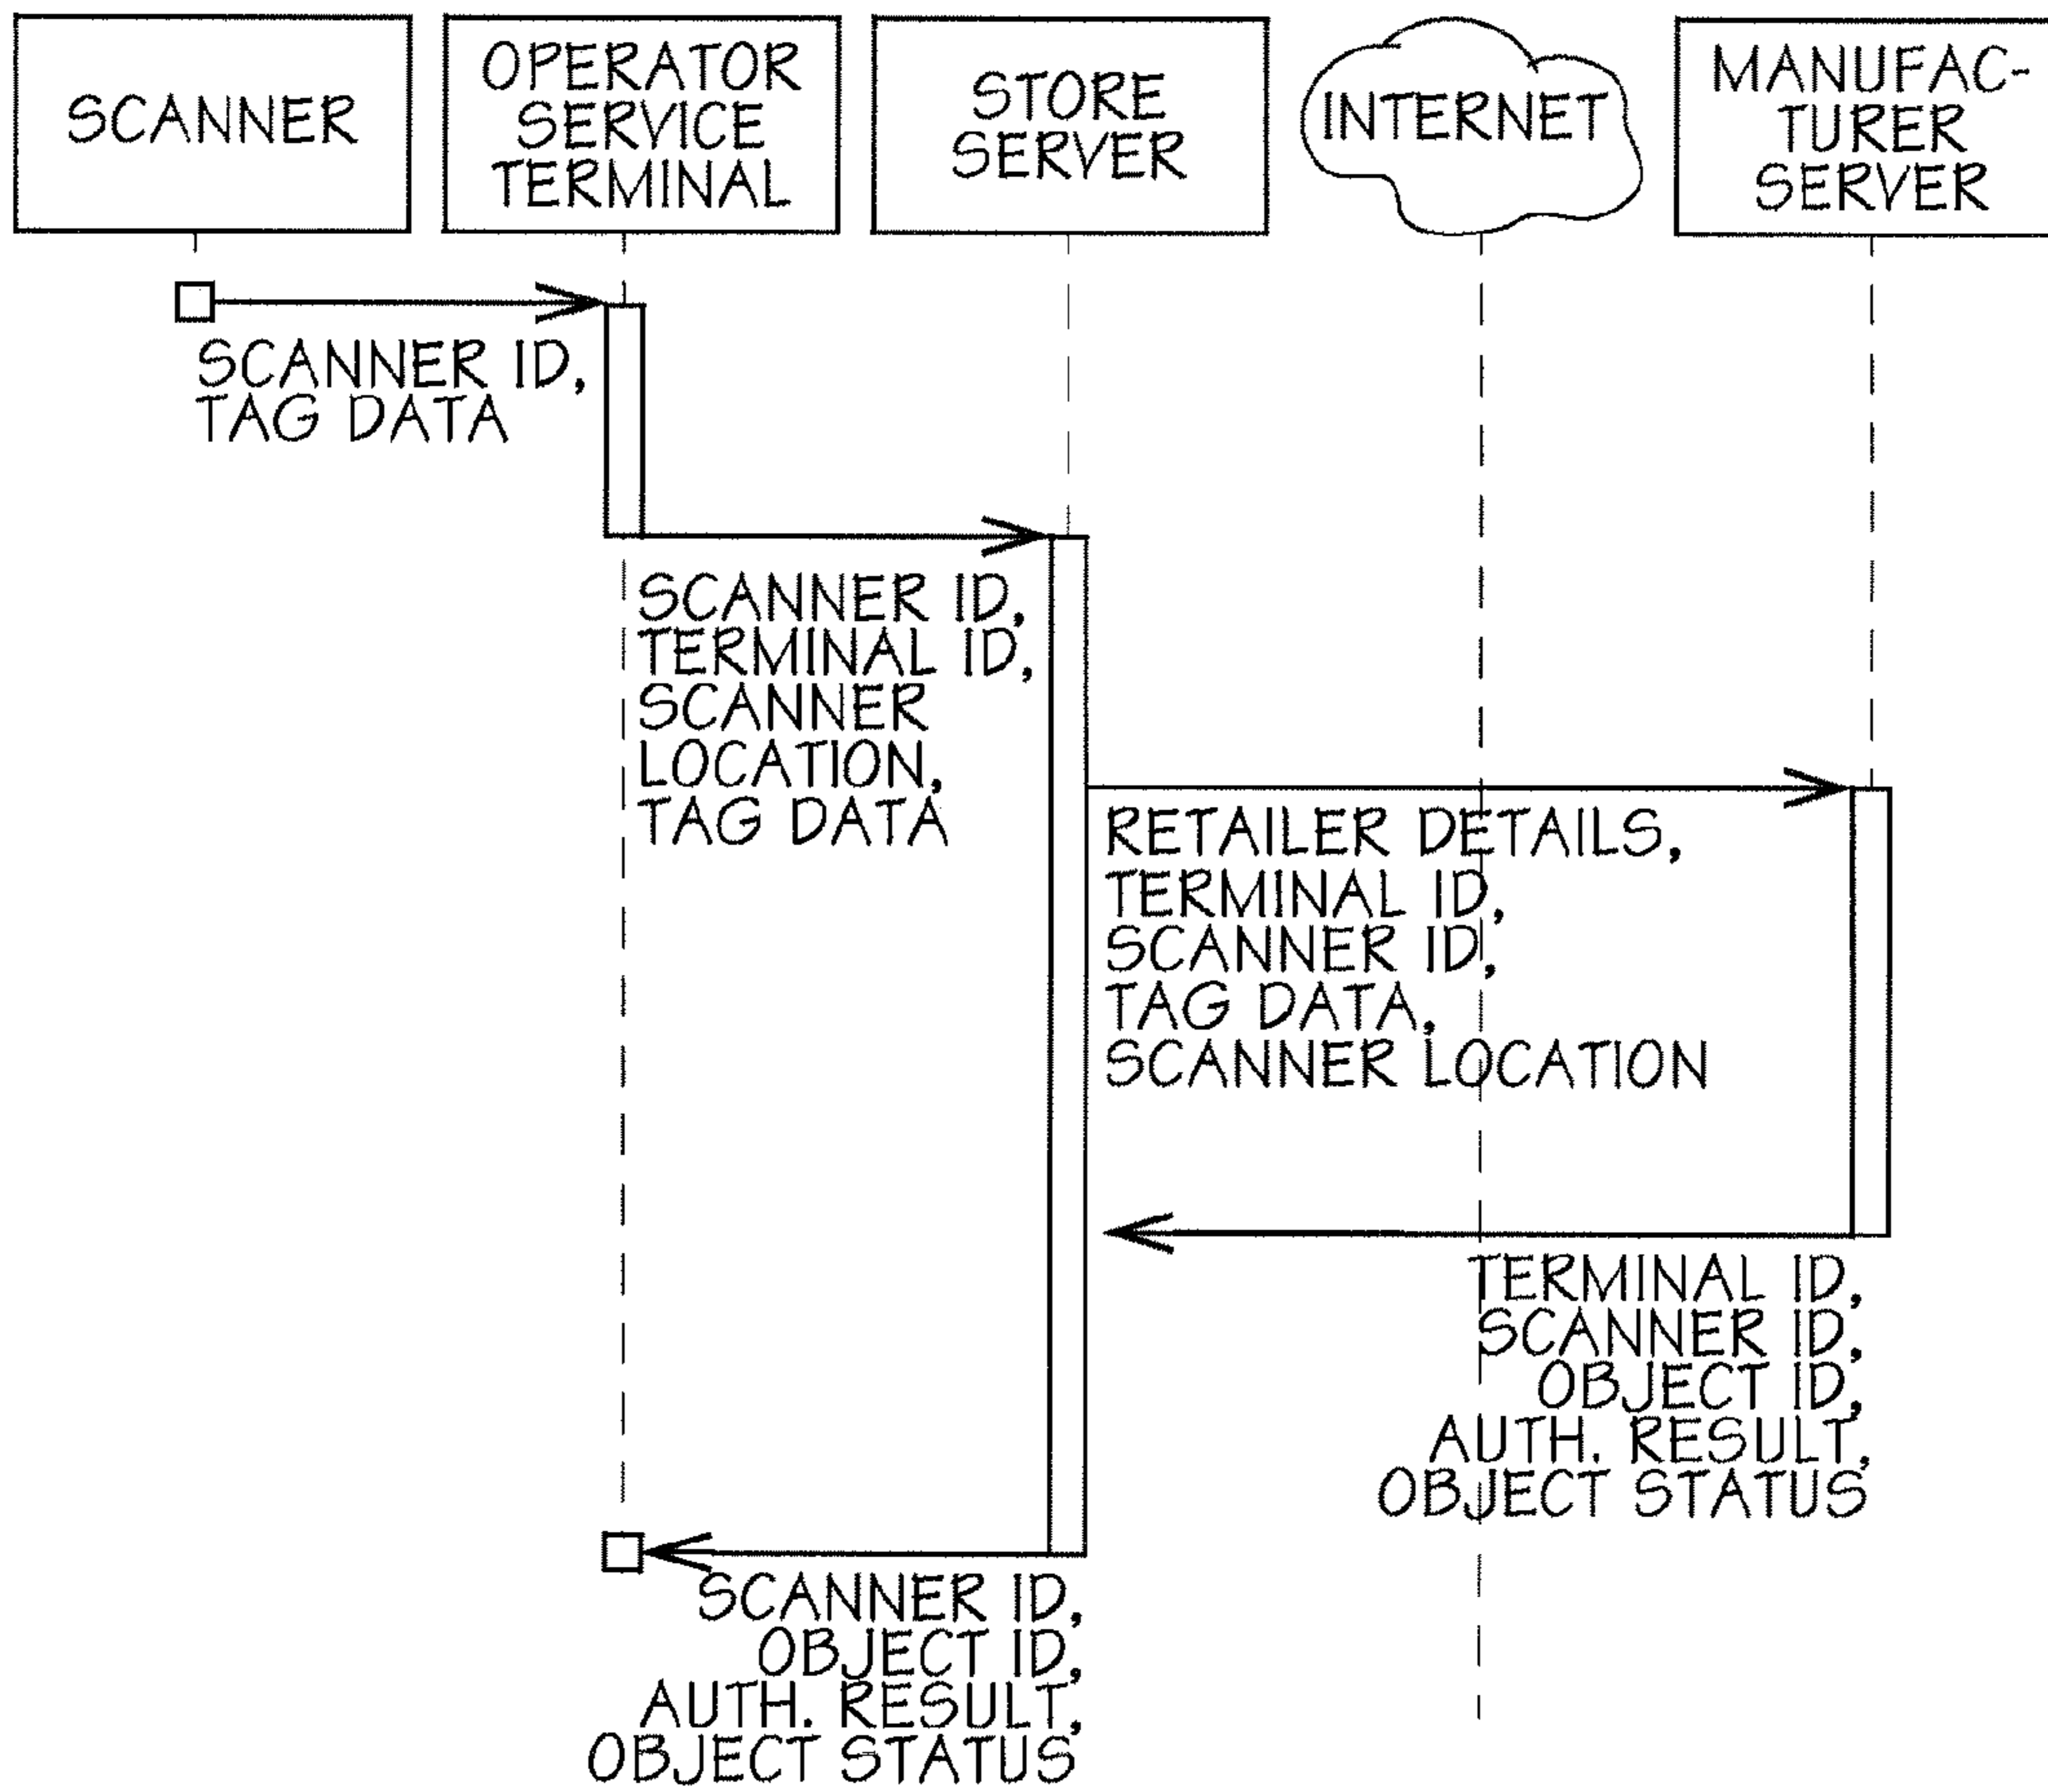 SCANNER
OPERATOR
SERVICE
TERMINAL
STORE
SERVER
INTERNET
MANUFAC-
TURER
SERVER
SCANNER ID,
TAG DATA
SCANNER ID,
TERMINAL ID,
SCANNER
LOCATION,
TAG DATA
RETAILER DETAILS,
TERMINAL ID,
SCANNER ID,
TAG DATA,
SCANNER LOCATION
TERMINAL ID,
SCANNER ID,
OBJECT ID,
AUTH. RESULT,
OBJECT STATUS
SCANNER ID,
OBJECT ID,
AUTH. RESULT,
OBJECT STATUS